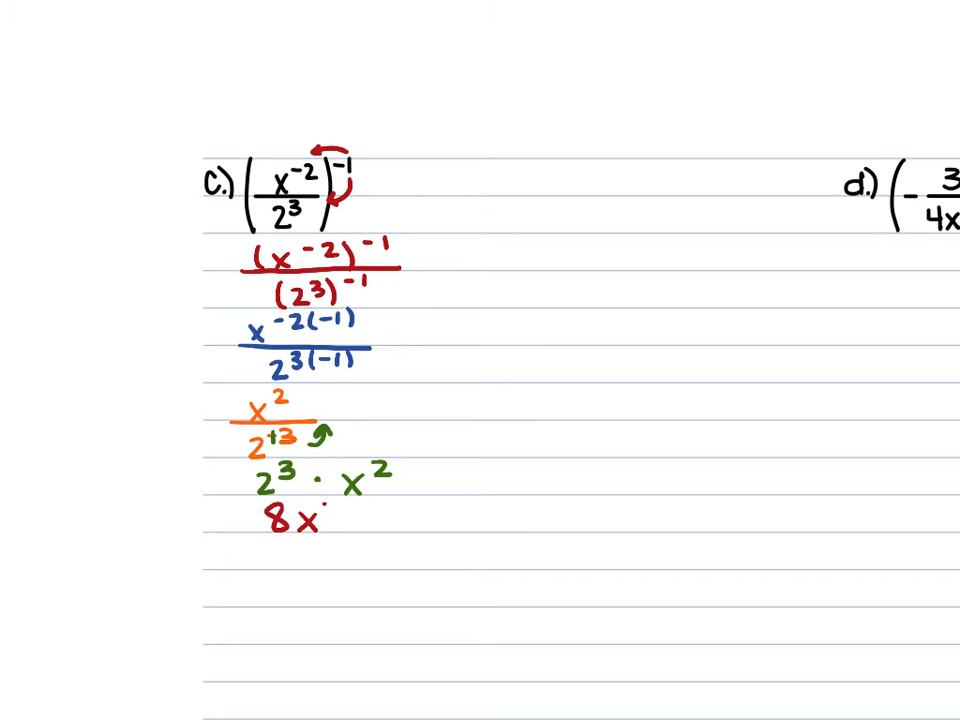 c.) (x^-2 / 2^3)^-1
d.) (- 3 / 4x
(x^-2)^-1 / (2^3)^-1
x^-2(-1) / 2^3(-1)
x^2 / 2^+3
2^3 · x^2
8x